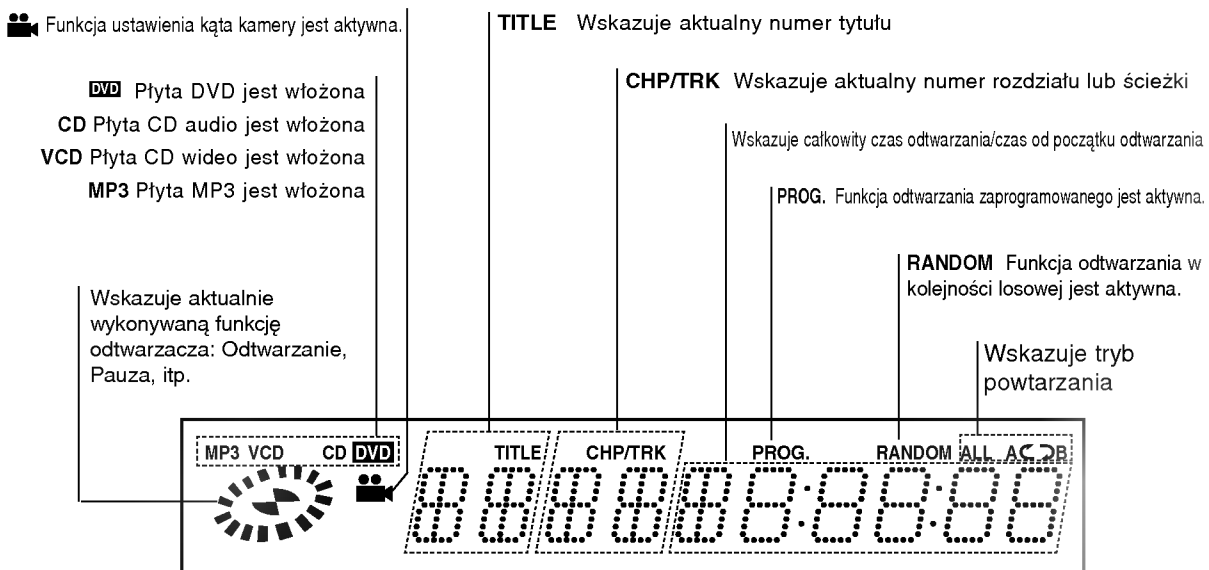 Funkcja ustawienia kąta kamery jest aktywna.
TITLE Wskazuje aktualny numer tytułu
DVD Płyta DVD jest włożona
CD Płyta CD audio jest włożona
VCD Płyta CD wideo jest włożona
MP3 Płyta MP3 jest włożona
CHP/TRK Wskazuje aktualny numer rozdziału lub ścieżki
Wskazuje całkowity czas odtwarzania/czas od początku odtwarzania
PROG. Funkcja odtwarzania zaprogramowanego jest aktywna.
RANDOM Funkcja odtwarzania w
kolejności losowej jest aktywna.
Wskazuje aktualnie
wykonywaną funkcję
odtwarzacza: Odtwarzanie,
Pauza, itp.
Wskazuje tryb
powtarzania
MP3 VCD CD DVD TITLE CHP/TRK PROG. RANDOM ALL A B